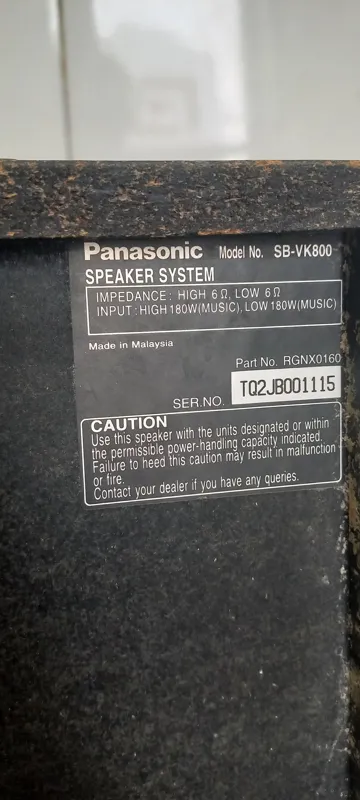 Panasonic Model No. SB-VK800
SPEAKER SYSTEM
IMPEDANCE : HIGH 6Ω, LOW 6Ω
INPUT : HIGH 180W(MUSIC), LOW 180W(MUSIC)
Made in Malaysia
Part No. RGNX0160
SER.NO. TQ2JB001115
CAUTION
Use this speaker with the units designated or within
the permissible power-handling capacity indicated.
Failure to heed this caution may result in malfunction
or fire.
Contact your dealer if you have any queries.